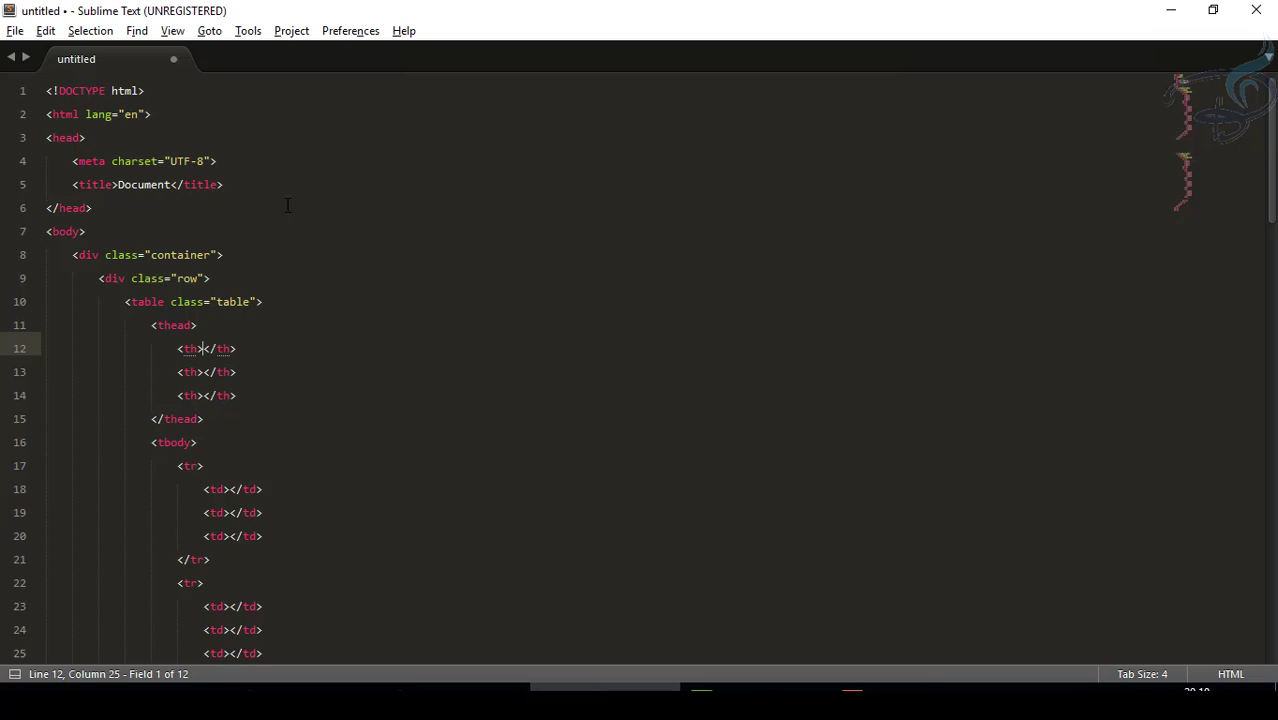 untitled • - Sublime Text (UNREGISTERED)
File Edit Selection Find View Goto Tools Project Preferences Help
untitled
1 <!DOCTYPE html>
2 <html lang="en">
3 <head>
4 <meta charset="UTF-8">
5 <title>Document</title>
6 </head>
7 <body>
8 <div class="container">
9 <div class="row">
10 <table class="table">
11 <thead>
12 <th></th>
13 <th></th>
14 <th></th>
15 </thead>
16 <tbody>
17 <tr>
18 <td></td>
19 <td></td>
20 <td></td>
21 </tr>
22 <tr>
23 <td></td>
24 <td></td>
25 <td></td>
Line 12, Column 25 - Field 1 of 12 Tab Size: 4 HTML